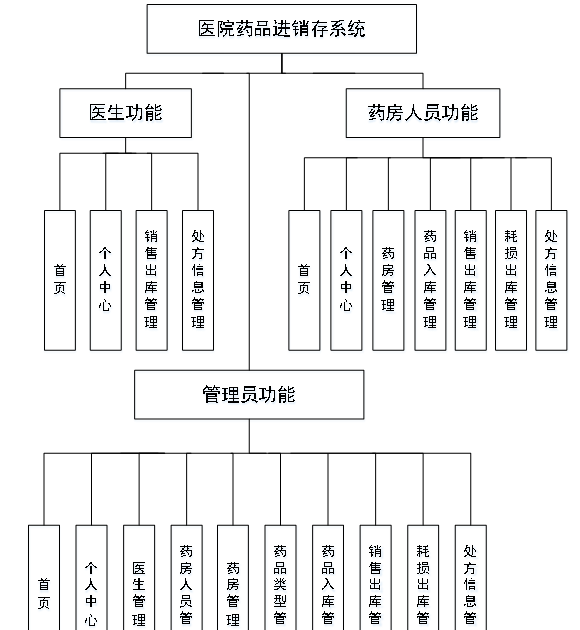 医院药品进销存系统
医生功能
药房人员功能
首页
个人中心
销售出库管理
处方信息管理
首页
个人中心
药房管理
药品入库管理
销售出库管理
耗损出库管理
处方信息管理
管理员功能
首页
个人中心
医生管理
药房人员管
药房管理
药品类型管
药品入库管
销售出库管
耗损出库管
处方信息管